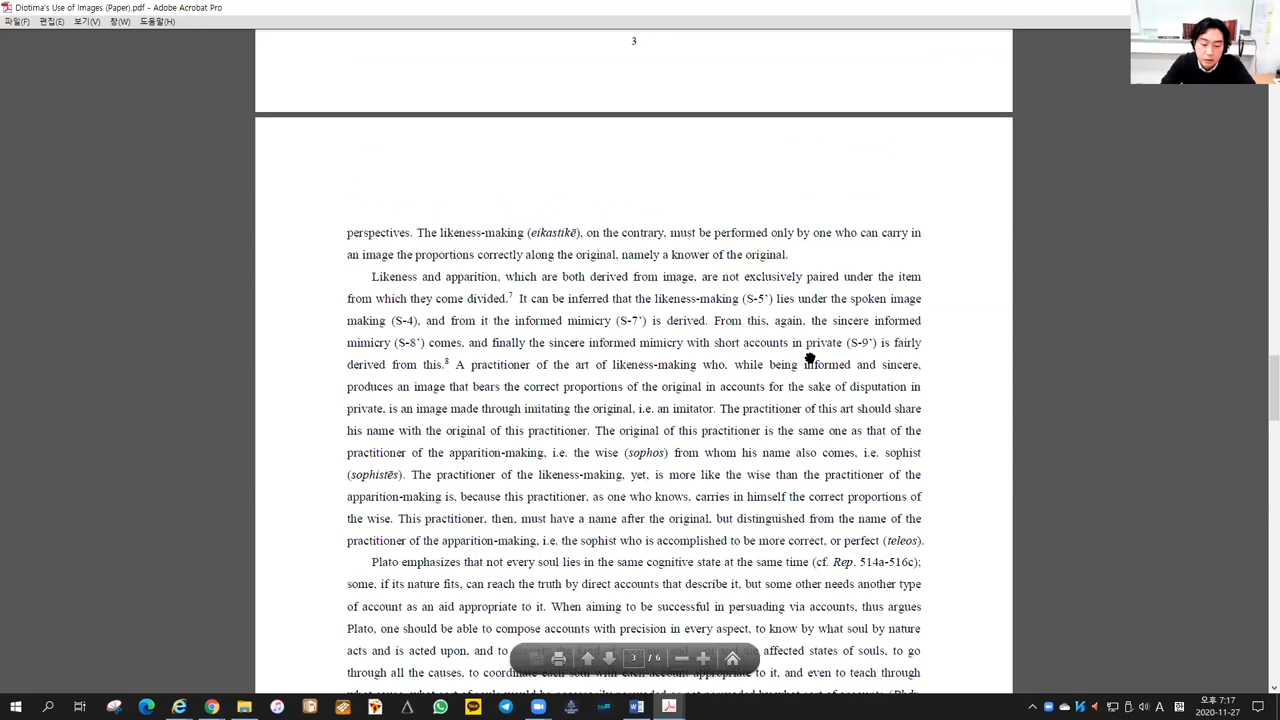 Diotima's Use of Images (Paper).pdf - Adobe Acrobat Pro
파일(F) 편집(E) 보기(V) 창(W) 도움말(H)
3
perspectives. The likeness-making (eikastikē), on the contrary, must be performed only by one who can carry in
an image the proportions correctly along the original, namely a knower of the original.
Likeness and apparition, which are both derived from image, are not exclusively paired under the item
from which they come divided.7 It can be inferred that the likeness-making (S-5’) lies under the spoken image
making (S-4), and from it the informed mimicry (S-7’) is derived. From this, again, the sincere informed
mimicry (S-8’) comes, and finally the sincere informed mimicry with short accounts in private (S-9’) is fairly
derived from this.8 A practitioner of the art of likeness-making who, while being informed and sincere,
produces an image that bears the correct proportions of the original in accounts for the sake of disputation in
private, is an image made through imitating the original, i.e. an imitator. The practitioner of this art should share
his name with the original of this practitioner. The original of this practitioner is the same one as that of the
practitioner of the apparition-making, i.e. the wise (sophos) from whom his name also comes, i.e. sophist
(sophistēs). The practitioner of the likeness-making, yet, is more like the wise than the practitioner of the
apparition-making is, because this practitioner, as one who knows, carries in himself the correct proportions of
the wise. This practitioner, then, must have a name after the original, but distinguished from the name of the
practitioner of the apparition-making, i.e. the sophist who is accomplished to be more correct, or perfect (teleos).
Plato emphasizes that not every soul lies in the same cognitive state at the same time (cf. Rep. 514a-516c);
some, if its nature fits, can reach the truth by direct accounts that describe it, but some other needs another type
of account as an aid appropriate to it. When aiming to be successful in persuading via accounts, thus argues
Plato, one should be able to compose accounts with precision in every aspect, to know by what soul by nature
acts and is acted upon, and to the affected states of souls, to go
through all the causes, to coordinate each soul with each account appropriate to it, and even to teach through
3 / 6
오후 7:17
2020-11-27